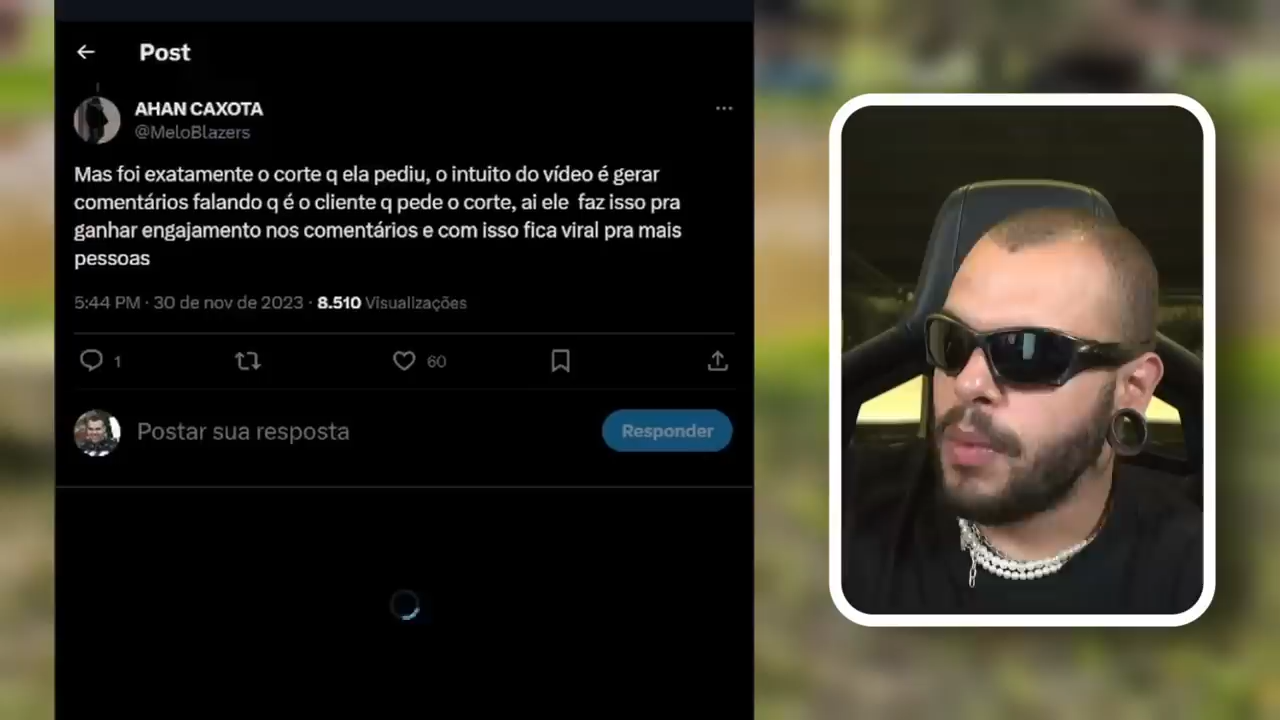 Post
AHAN CAXOTA
@MeloBlazers
Mas foi exatamente o corte q ela pediu, o intuito do vídeo é gerar
comentários falando q é o cliente q pede o corte, ai ele  faz isso pra
ganhar engajamento nos comentários e com isso fica viral pra mais
pessoas
5:44 PM · 30 de nov de 2023 · 8.510 Visualizações
1
60
Postar sua resposta
Responder